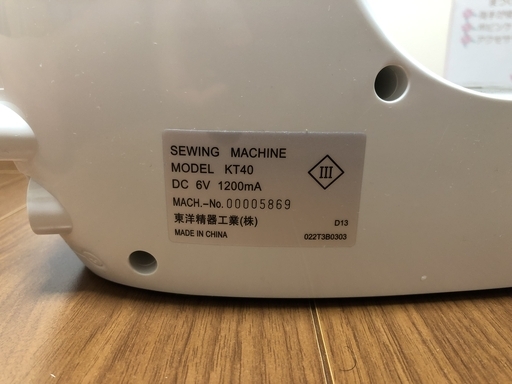 SEWING MACHINE
MODEL KT40
III
DC 6V 1200mA
MACH.-No. 00005869
東洋精器工業(株)
D13
MADE IN CHINA
022T3B0303